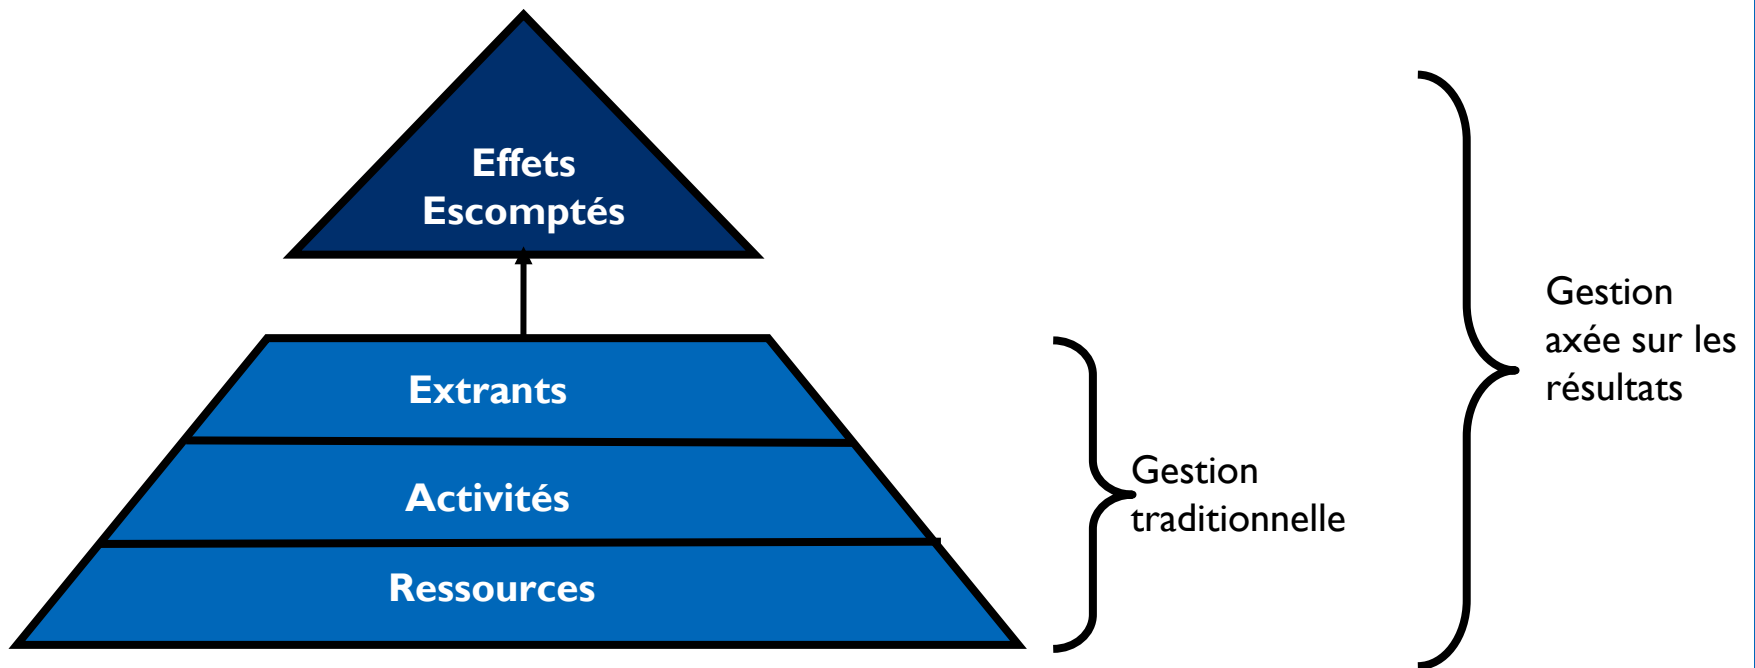 Effets
Escomptés
Extrants
Activités
Ressources
Gestion
traditionnelle
Gestion
axée sur les
résultats